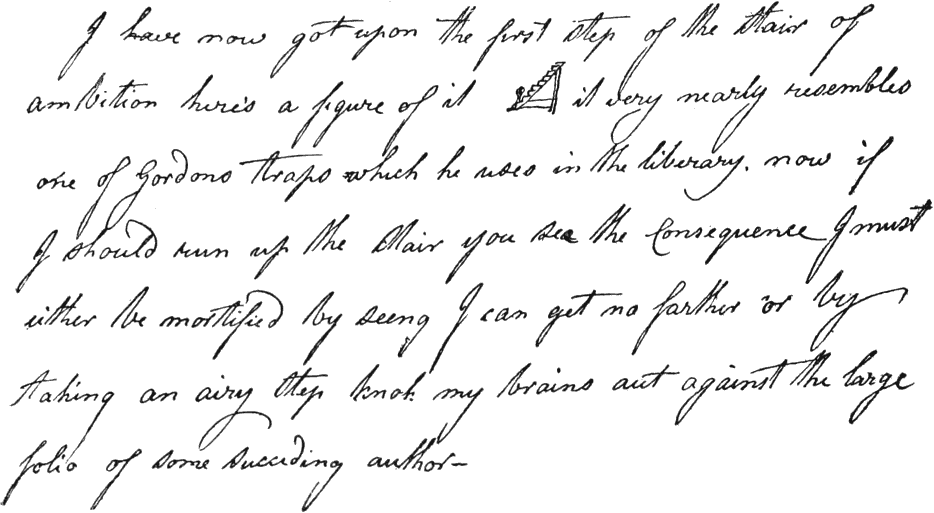 I have now got upon the first step of the stair of
ambition here's a figure of it it very nearly resembles
one of Gordons traps which he uses in the liberary. now if
I should run up the stair you see the Consequence I must
either be mortified by seeng I can get no farther or by
taking an airy step knok my brains out against the large
folio of some succeding author—